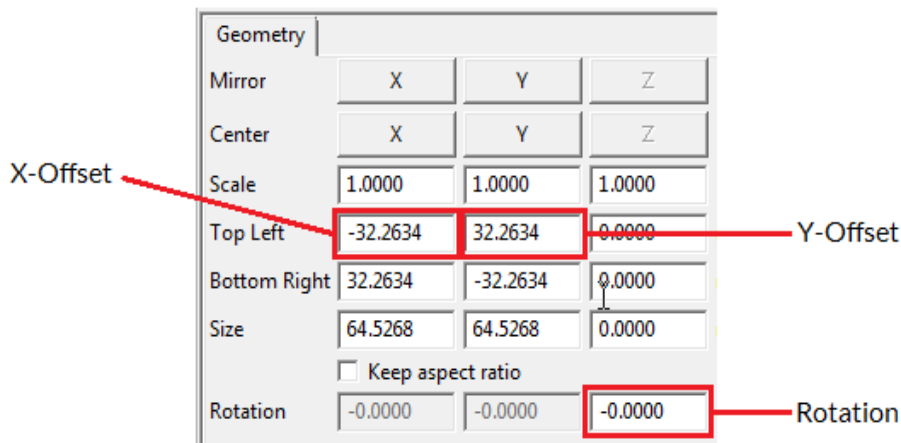 Geometry
Mirror X Y Z
Center X Y Z
X-Offset
Scale 1.0000 1.0000 1.0000
Top Left -32.2634 32.2634 0.0000
Y-Offset
Bottom Right 32.2634 -32.2634 0.0000
Size 64.5268 64.5268 0.0000
Keep aspect ratio
Rotation -0.0000 -0.0000 -0.0000
Rotation